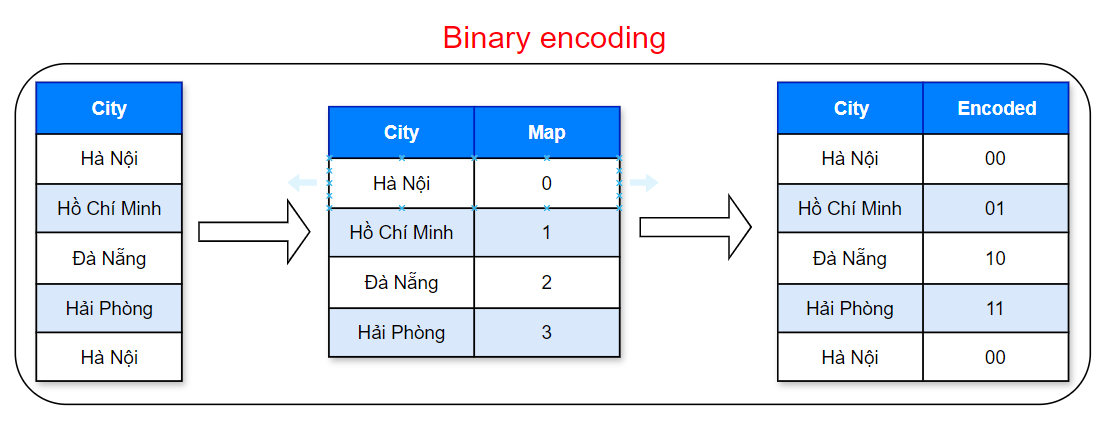 Binary encoding
City
Hà Nội
Hồ Chí Minh
Đà Nẵng
Hải Phòng
Hà Nội
City Map
Hà Nội 0
Hồ Chí Minh 1
Đà Nẵng 2
Hải Phòng 3
City Encoded
Hà Nội 00
Hồ Chí Minh 01
Đà Nẵng 10
Hải Phòng 11
Hà Nội 00